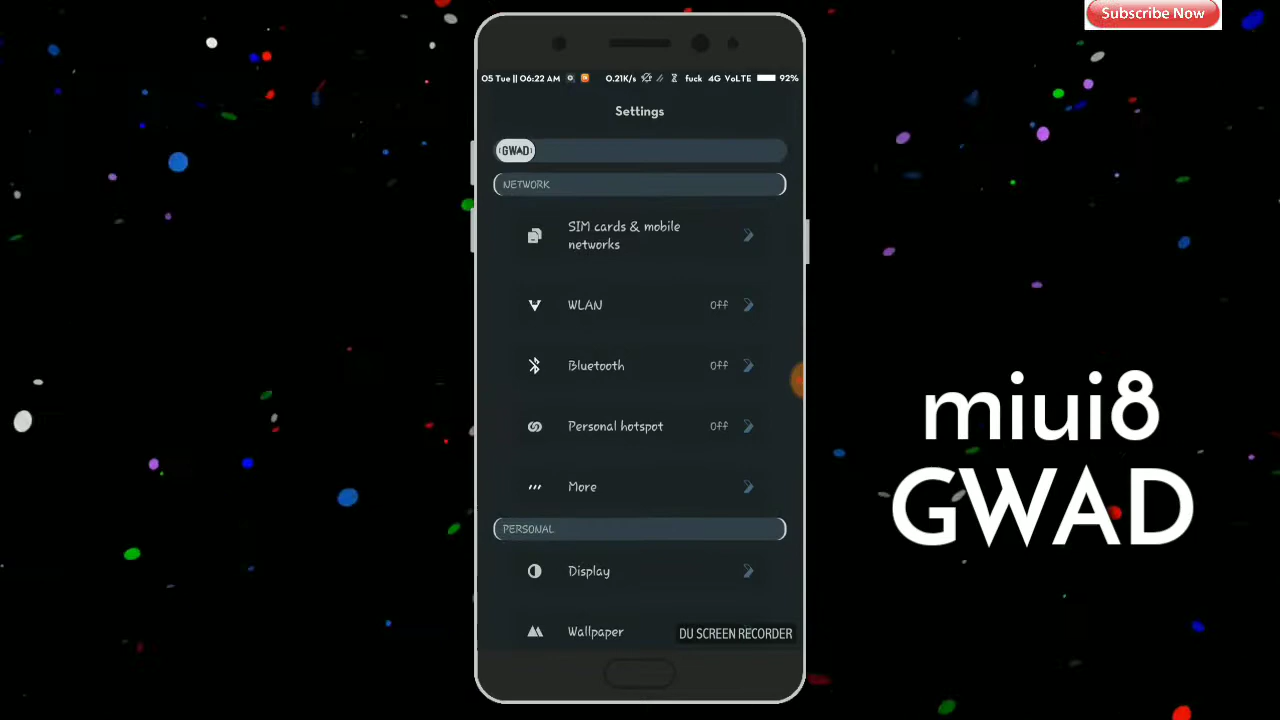 Subscribe Now
05 Tue || 06:22 AM 0.21K/s fuck 4G VoLTE 92%
Settings
GWAD
NETWORK
SIM cards & mobile
networks
WLAN Off
Bluetooth Off
Personal hotspot Off
More
PERSONAL
Display
Wallpaper
DU SCREEN RECORDER
miui8
GWAD